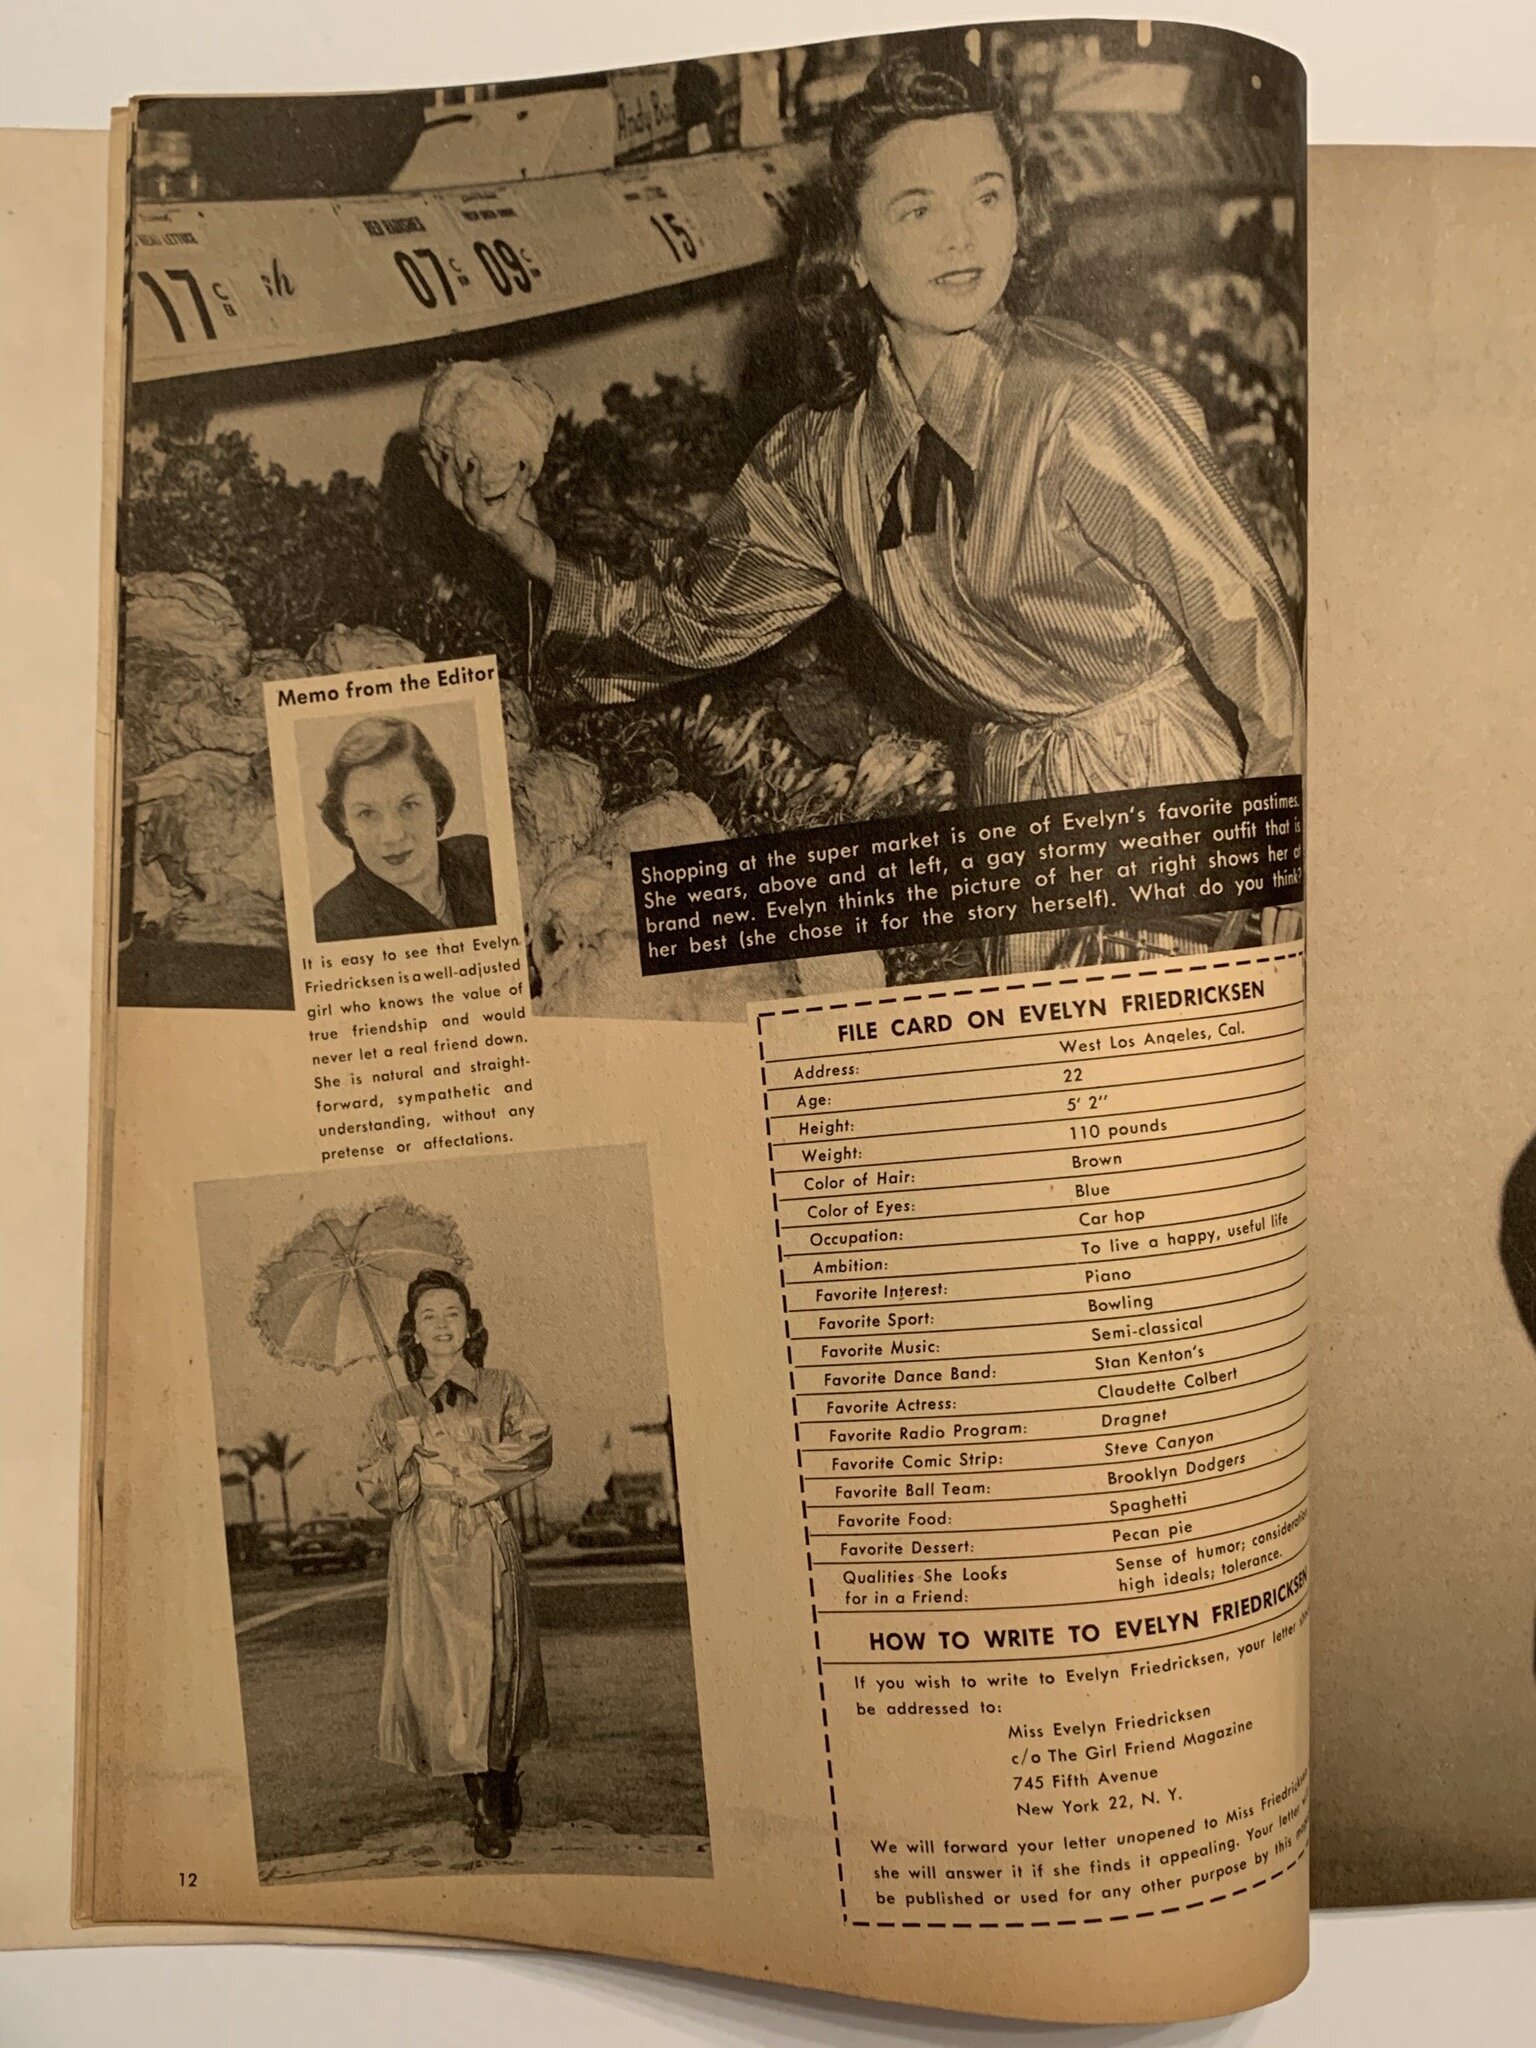 Andy
HEAD LETTUCE
17¢
RED RADISHES
07¢
09¢
15¢
Memo from the Editor
It is easy to see that Evelyn
Friedricksen is a well-adjusted
girl who knows the value of
true friendship and would
never let a real friend down.
She is natural and straight-
forward, sympathetic and
understanding, without any
pretense or affectations.
Shopping at the super market is one of Evelyn's favorite pastimes.
She wears, above and at left, a gay stormy weather outfit that is
brand new. Evelyn thinks the picture of her at right shows her at
her best (she chose it for the story herself). What do you think?
FILE CARD ON EVELYN FRIEDRICKSEN
Address: West Los Angeles, Cal.
Age: 22
Height: 5' 2''
Weight: 110 pounds
Color of Hair: Brown
Color of Eyes: Blue
Occupation: Car hop
Ambition: To live a happy, useful life
Favorite Interest: Piano
Favorite Sport: Bowling
Favorite Music: Semi-classical
Favorite Dance Band: Stan Kenton's
Favorite Actress: Claudette Colbert
Favorite Radio Program: Dragnet
Favorite Comic Strip: Steve Canyon
Favorite Ball Team: Brooklyn Dodgers
Favorite Food: Spaghetti
Favorite Dessert: Pecan pie
Qualities She Looks Sense of humor; consideration
for in a Friend: high ideals; tolerance.
HOW TO WRITE TO EVELYN FRIEDRICKSEN
If you wish to write to Evelyn Friedricksen, your letter
be addressed to:
Miss Evelyn Friedricksen
c/o The Girl Friend Magazine
745 Fifth Avenue
New York 22, N. Y.
We will forward your letter unopened to Miss
she will answer it if she finds it appealing. Your letter
be published or used for any other purpose by this
12